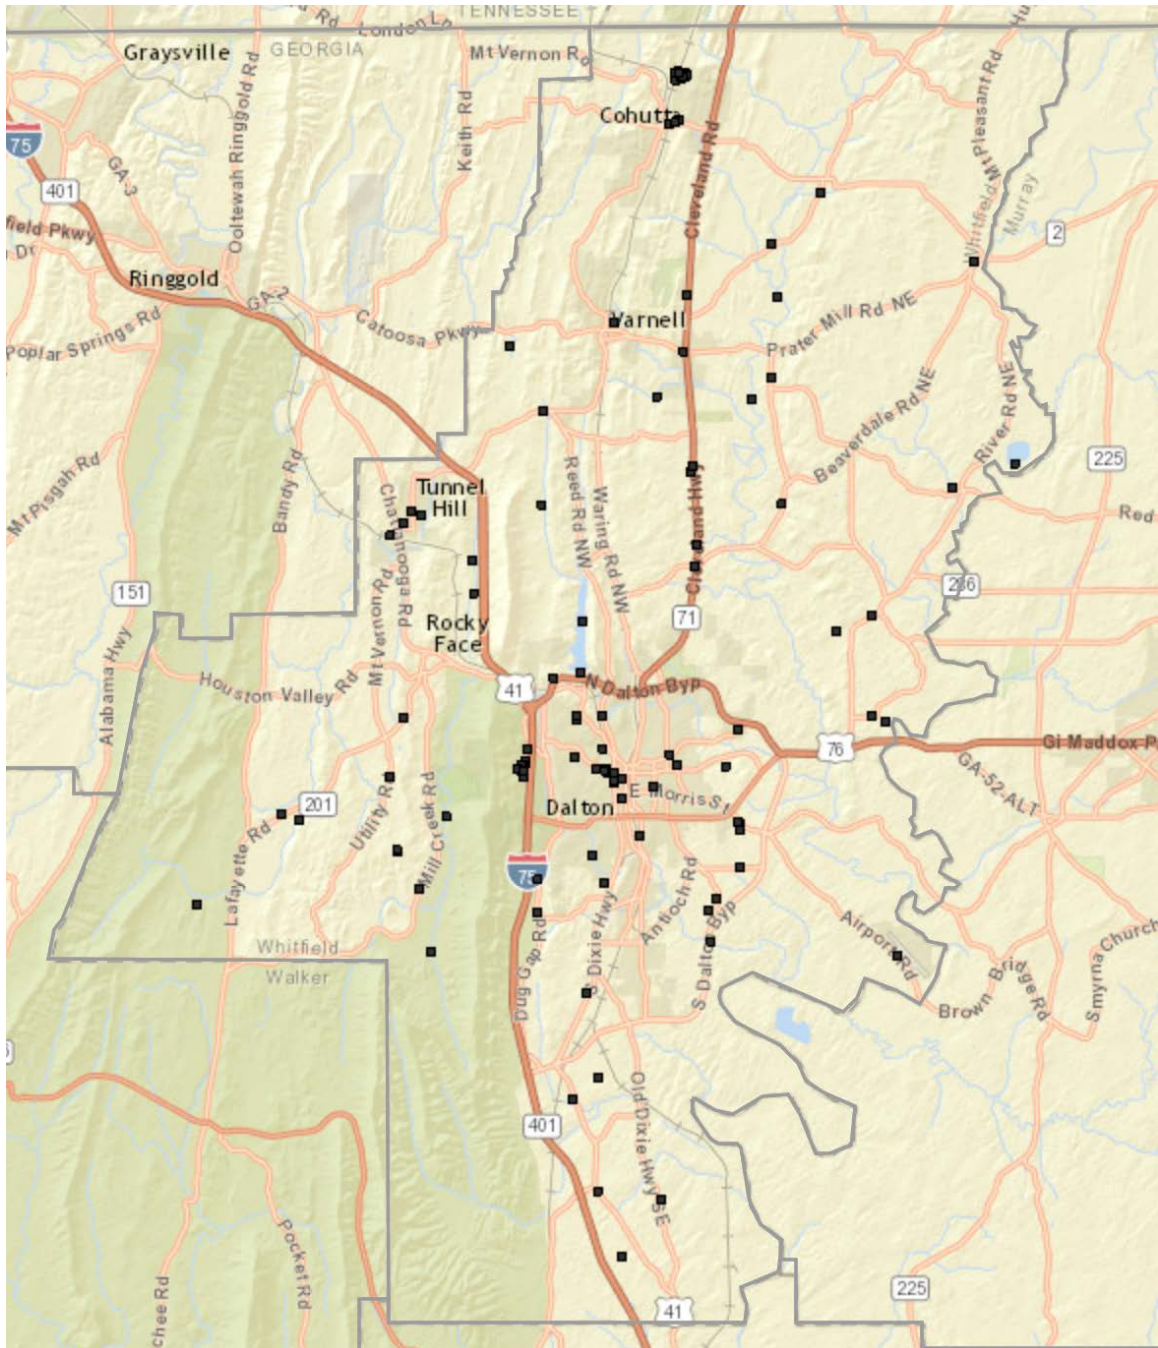 TENNESSEE
London Ln
Graysville
GEORGIA
Mt Vernon R
Cohutta
75
GA-3
Ooltewah Ringgold Rd
Keith Rd
Cleveland Rd
Mt Pleasant Rd
401
field Pkwy
Dr
Whitfield
Murray
2
Ringgold
GA-2
Catoosa Pkwy
Varnell
Prater Mill Rd NE
Poplar Springs Rd
Beaverdale Rd NE
River Rd NE
Mt Pisgah Rd
Bandy Rd
Tunnel
Hill
Chattanooga Rd
Reed Rd NW
Waring Rd NW
Cleveland Hwy
225
Red
151
286
Mt Vernon Rd
Rocky
Face
71
Alabama Hwy
Houston Valley Rd
41
N Dalton Byp
76
Gi Maddox P
GA-52-ALT
201
Utility Rd
Mill Creek Rd
Dalton
E Morris St
Lafayette Rd
75
Antioch Rd
S Dixie Hwy
S Dalton Byp
Airport Rd
Whitfield
Walker
Dug Gap Rd
Brown Bridge Rd
Smyrna Church
401
Old Dixie Hwy SE
Pocket Rd
chee Rd
41
225